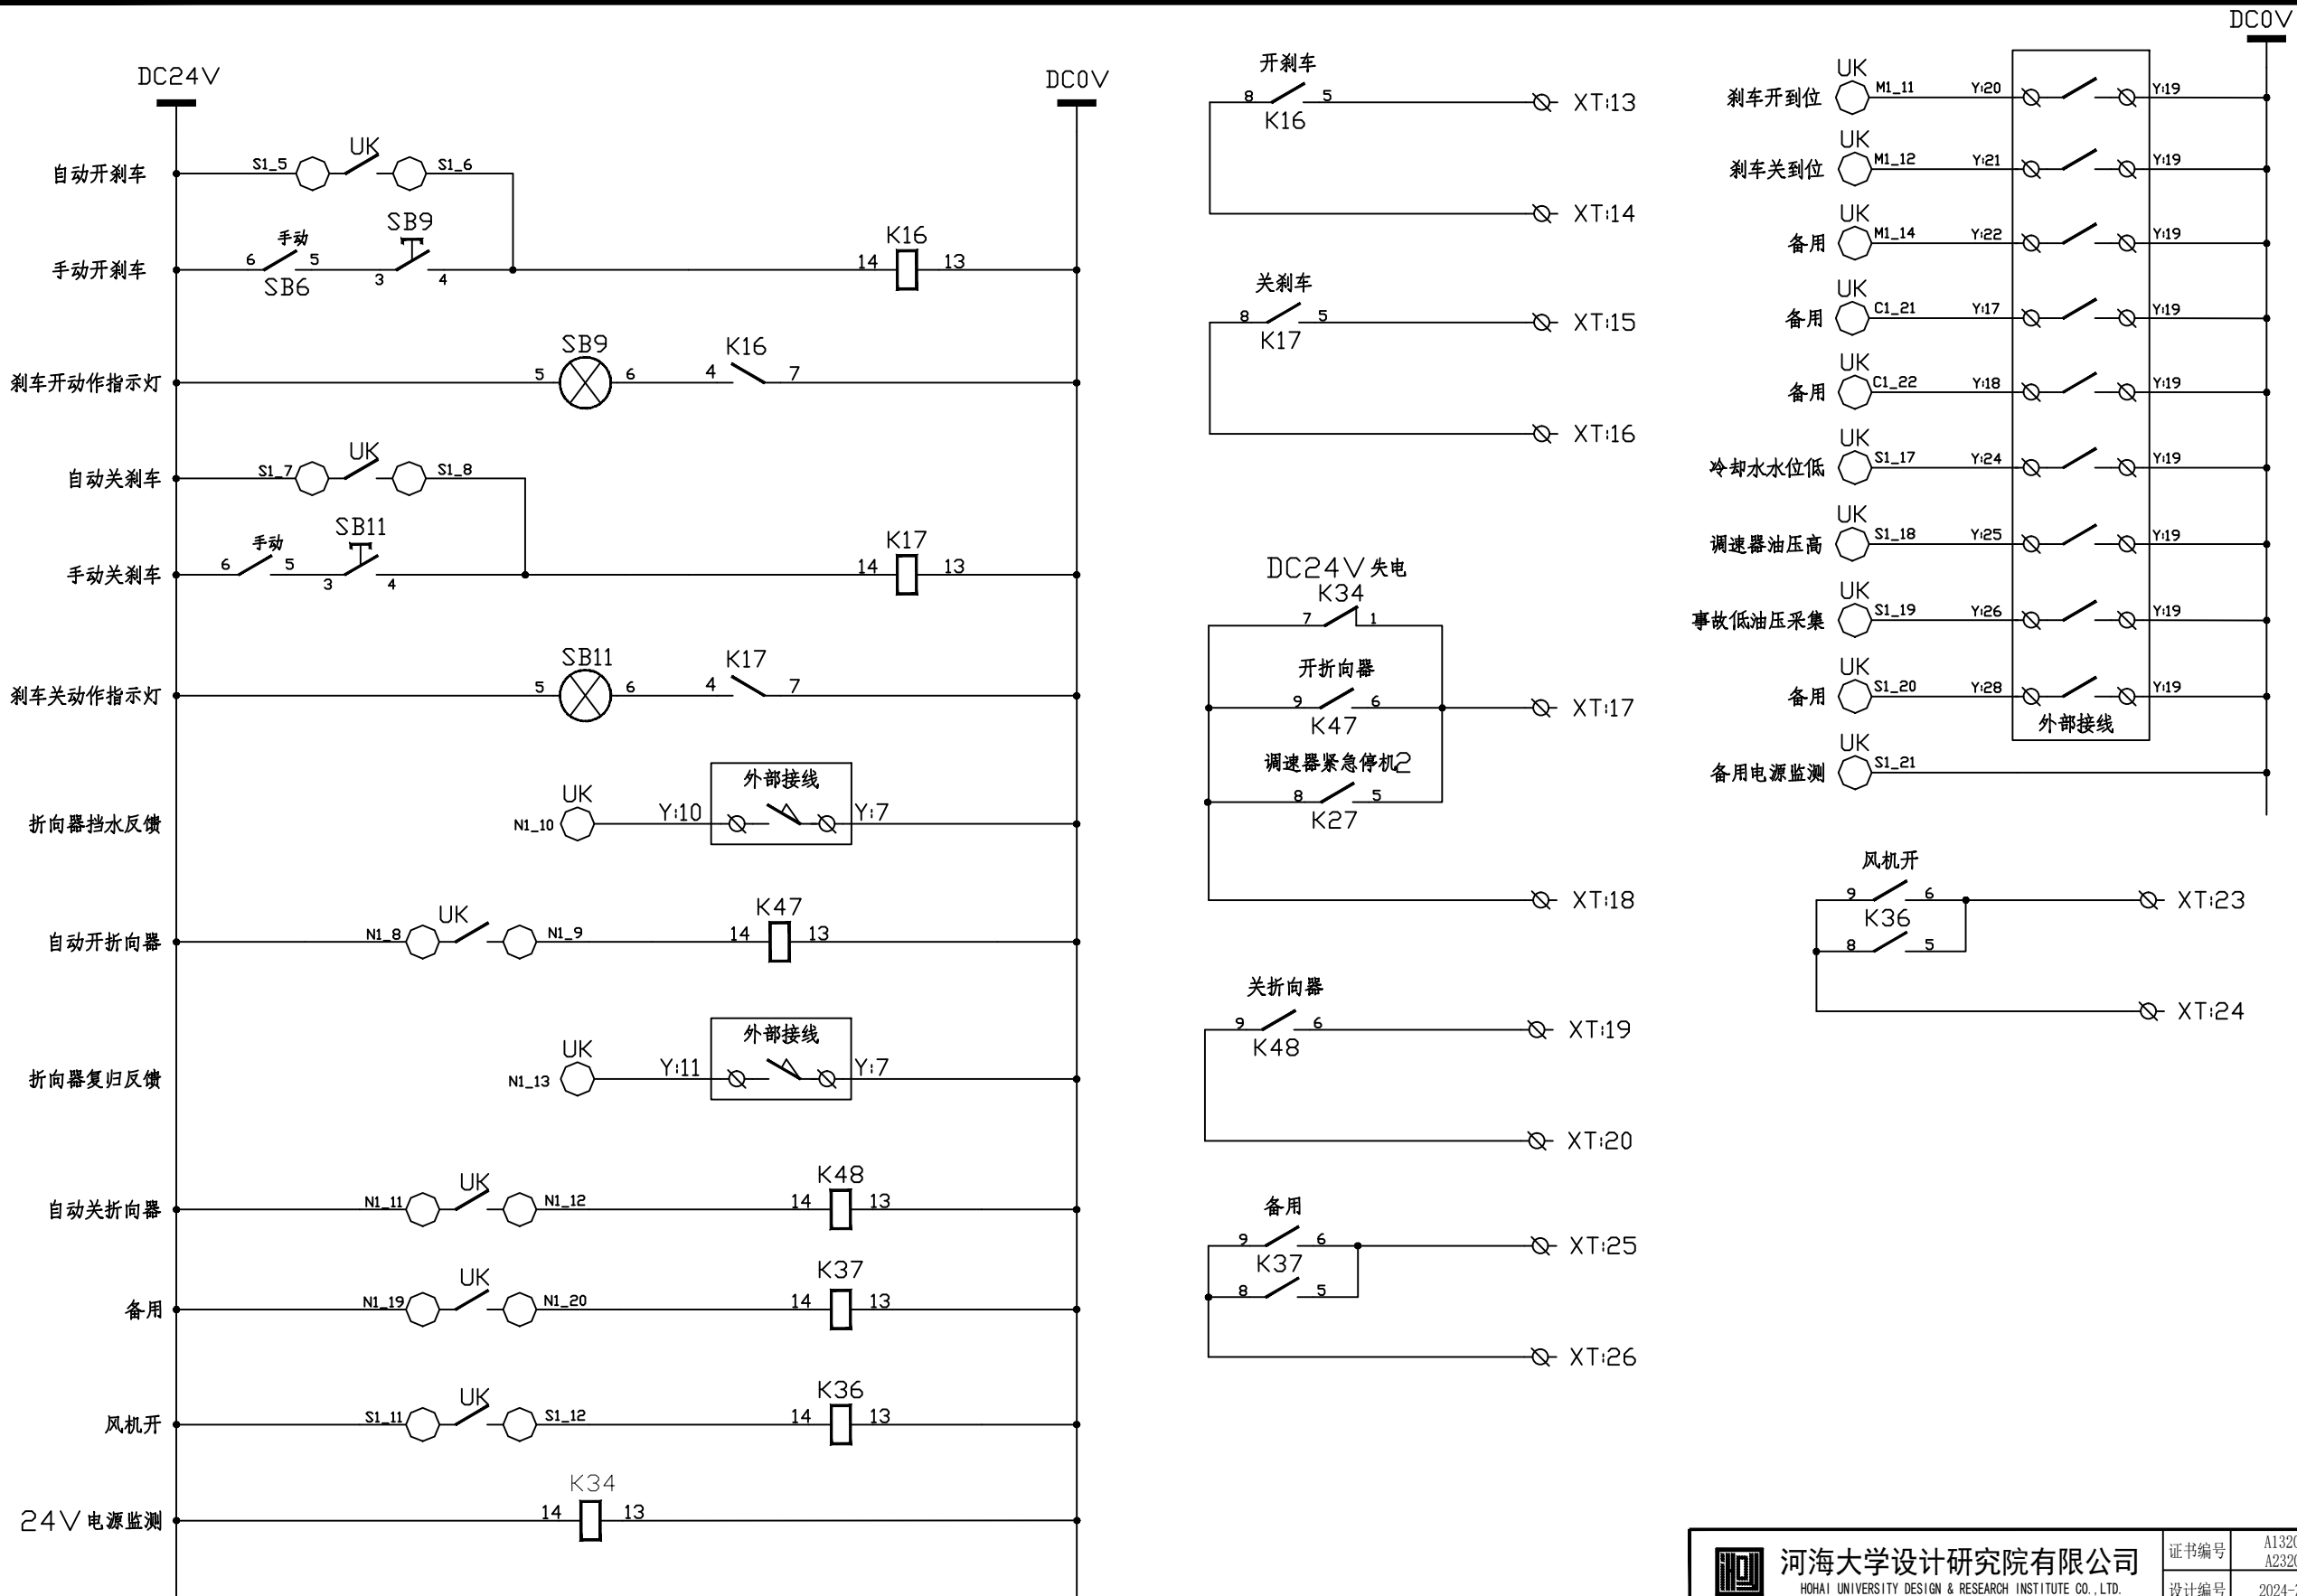 DC24V
DC0V
自动开刹车
S1_5
UK
S1_6
手动开刹车
6
手动
5
SB6
SB9
3
4
K16
14
13
刹车开动作指示灯
5
SB9
6
4
K16
7
自动关刹车
S1_7
UK
S1_8
手动关刹车
6
手动
5
SB11
3
4
K17
14
13
刹车关动作指示灯
5
SB11
6
4
K17
7
折向器挡水反馈
N1_10
UK
Y:10
外部接线
Y:7
自动开折向器
N1_8
UK
N1_9
K47
14
13
折向器复归反馈
N1_13
UK
Y:11
外部接线
Y:7
自动关折向器
N1_11
UK
N1_12
K48
14
13
备用
N1_19
UK
N1_20
K37
14
13
风机开
S1_11
UK
S1_12
K36
14
13
24V电源监测
K34
14
13
开刹车
8
5
K16
XT:13
XT:14
关刹车
8
5
K17
XT:15
XT:16
DC24V失电
K34
7
1
开折向器
9
6
K47
XT:17
调速器紧急停机2
8
5
K27
XT:18
关折向器
9
6
K48
XT:19
XT:20
备用
9
6
K37
8
5
XT:25
XT:26
DC0V
刹车开到位
UK
M1_11
Y:20
Y:19
刹车关到位
UK
M1_12
Y:21
Y:19
备用
UK
M1_14
Y:22
Y:19
备用
UK
C1_21
Y:17
Y:19
备用
UK
C1_22
Y:18
Y:19
冷却水水位低
UK
S1_17
Y:24
Y:19
调速器油压高
UK
S1_18
Y:25
Y:19
事故低油压采集
UK
S1_19
Y:26
Y:19
备用
UK
S1_20
Y:28
Y:19
外部接线
备用电源监测
UK
S1_21
风机开
9
6
K36
8
5
XT:23
XT:24
河海大学设计研究院有限公司
HOHAI UNIVERSITY DESIGN & RESEARCH INSTITUTE CO.,LTD.
证书编号
A1320
A2320
设计编号
2024-